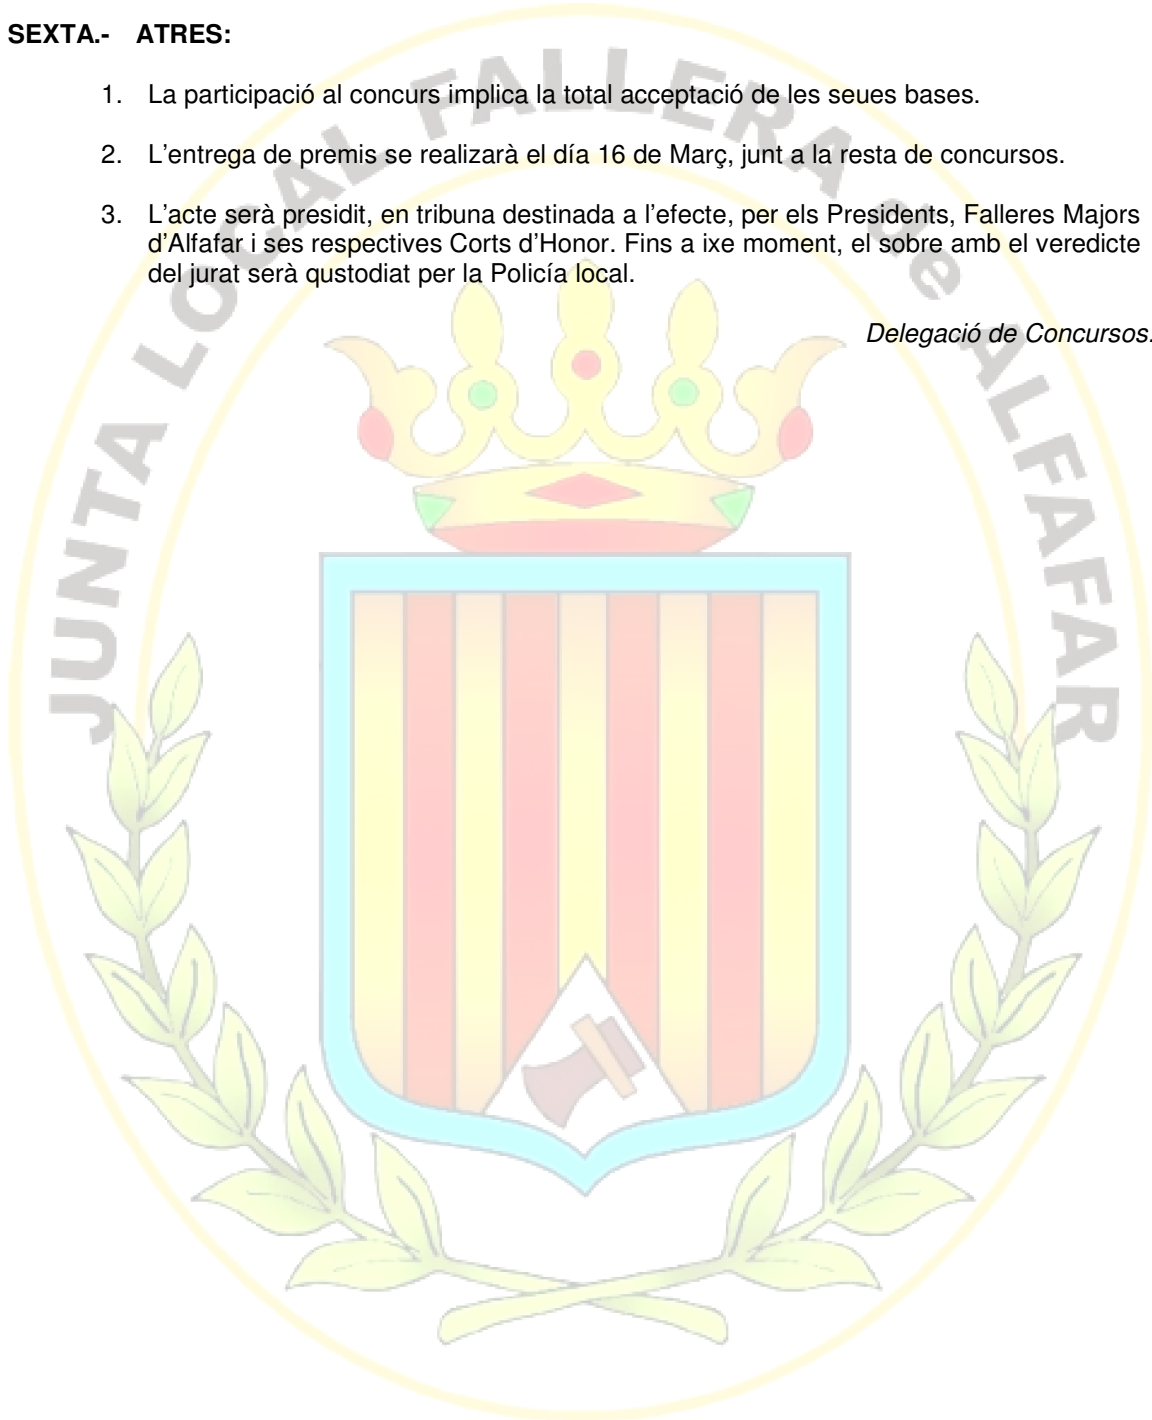 SEXTA.- ATRES:
1. La participació al concurs implica la total acceptació de les seues bases.
2. L'entrega de premis se realizarà el día 16 de Març, junt a la resta de concursos.
3. L'acte serà presidit, en tribuna destinada a l'efecte, per els Presidents, Falleres Majors
d'Alfafar i ses respectives Corts d'Honor. Fins a ixe moment, el sobre amb el veredicte
del jurat serà qustodiat per la Policía local.
Delegació de Concursos.
JUNTA LOCAL FALLERA de ALFAFAR